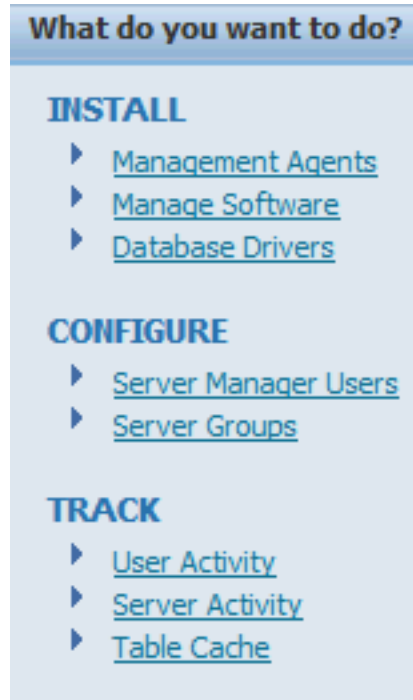 What do you want to do?
INSTALL
Management Agents
Manage Software
Database Drivers
CONFIGURE
Server Manager Users
Server Groups
TRACK
User Activity
Server Activity
Table Cache